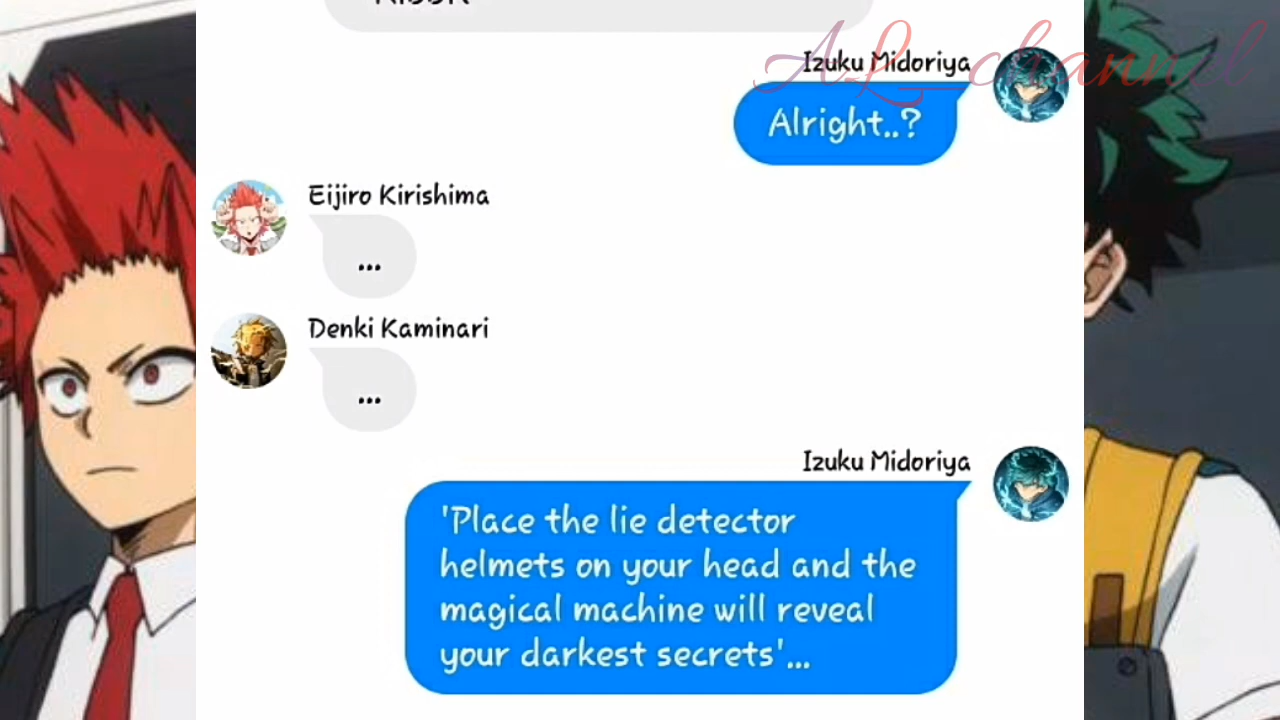 Izuku Midoriya
AL_channel
Alright..?
Eijiro Kirishima
...
Denki Kaminari
...
Izuku Midoriya
'Place the lie detector
helmets on your head and the
magical machine will reveal
your darkest secrets'...